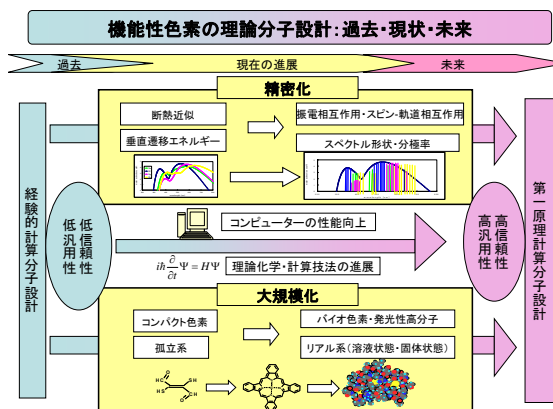 機能性色素の理論分子設計：過去・現状・未来
過去
現在の進展
未来
精密化
断熱近似
振電相互作用・スピン-軌道相互作用
垂直遷移エネルギー
スペクトル形状・分極率
経験的計算分子設計
低信頼性
低汎用性
コンピューターの性能向上
iħ ∂/∂t Ψ = HΨ
理論化学・計算技法の進展
高信頼性
高汎用性
第一原理計算分子設計
大規模化
コンパクト色素
バイオ色素・発光性高分子
孤立系
リアル系（溶液状態・固体状態）